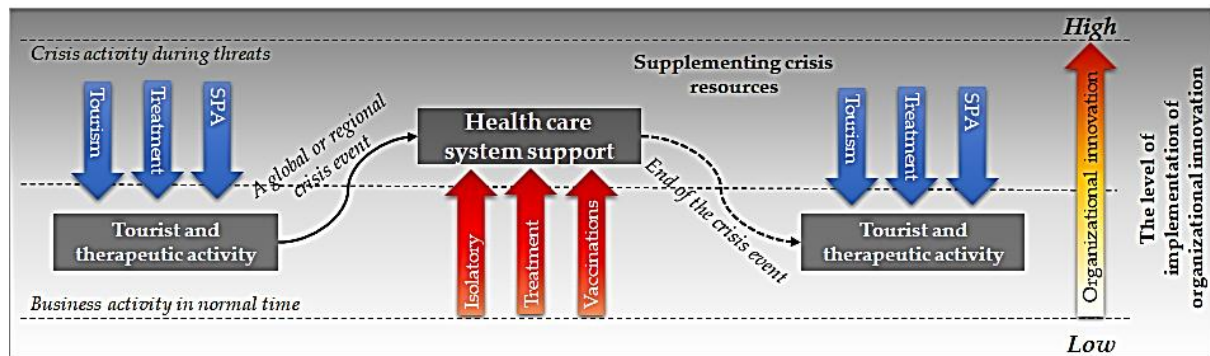 High
Crisis activity during threats
Supplementing crisis
resources
Tourism
Treatment
SPA
A global or regional
crisis event
Health care
system support
End of the crisis event
Tourism
Treatment
SPA
Tourist and
therapeutic activity
Isolatory
Treatment
Vaccinations
Tourist and
therapeutic activity
Organizational innovation
The level of
implementation of
organizational innovation
Business activity in normal time
Low